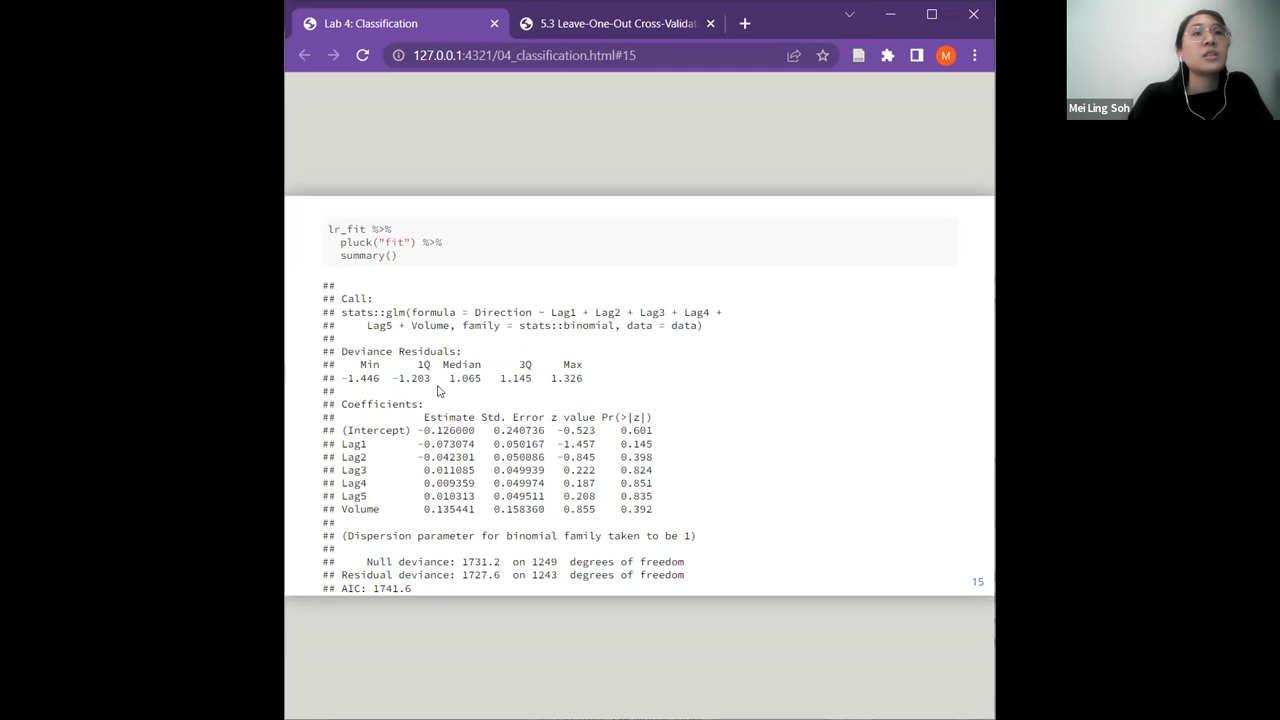 Lab 4: Classification
5.3 Leave-One-Out Cross-Validat
127.0.0.1:4321/04_classification.html#15
M
Mei Ling Soh
lr_fit %>%
pluck("fit") %>%
summary()
##
## Call:
## stats::glm(formula = Direction ~ Lag1 + Lag2 + Lag3 + Lag4 +
## Lag5 + Volume, family = stats::binomial, data = data)
##
## Deviance Residuals:
## Min 1Q Median 3Q Max
## -1.446 -1.203 1.065 1.145 1.326
##
## Coefficients:
## Estimate Std. Error z value Pr(>|z|)
## (Intercept) -0.126000 0.240736 -0.523 0.601
## Lag1 -0.073074 0.050167 -1.457 0.145
## Lag2 -0.042301 0.050086 -0.845 0.398
## Lag3 0.011085 0.049939 0.222 0.824
## Lag4 0.009359 0.049974 0.187 0.851
## Lag5 0.010313 0.049511 0.208 0.835
## Volume 0.135441 0.158360 0.855 0.392
##
## (Dispersion parameter for binomial family taken to be 1)
##
## Null deviance: 1731.2 on 1249 degrees of freedom
## Residual deviance: 1727.6 on 1243 degrees of freedom
## AIC: 1741.6
15